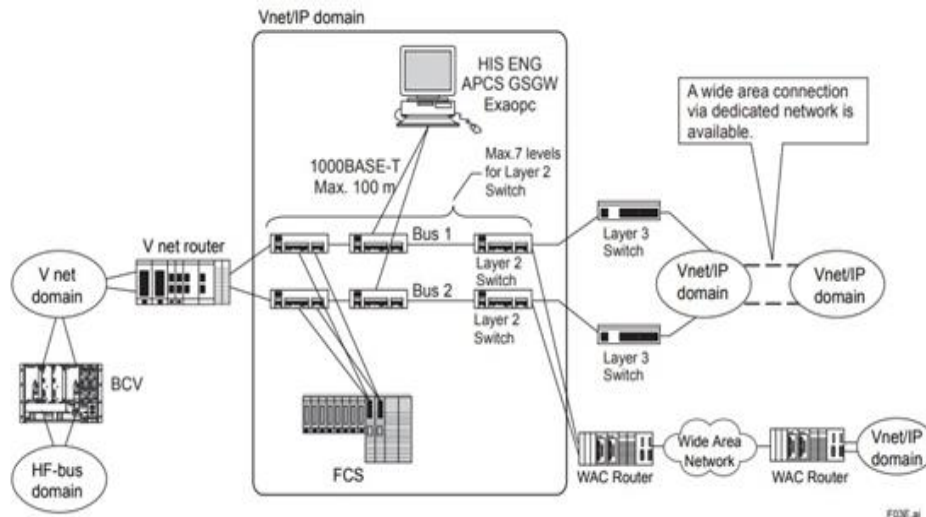 Vnet/IP domain
HIS ENG
APCS GSGW
Exaopc
A wide area connection
via dedicated network is
available.
1000BASE-T
Max. 100 m
Max.7 levels
for Layer 2
Switch
V net router
Bus 1
Layer 3
Switch
V net
domain
Layer 2
Switch
Vnet/IP
domain
Vnet/IP
domain
Bus 2
Layer 2
Switch
Layer 3
Switch
BCV
HF-bus
domain
FCS
WAC Router
Wide Area
Network
WAC Router
Vnet/IP
domain
F03E.ai